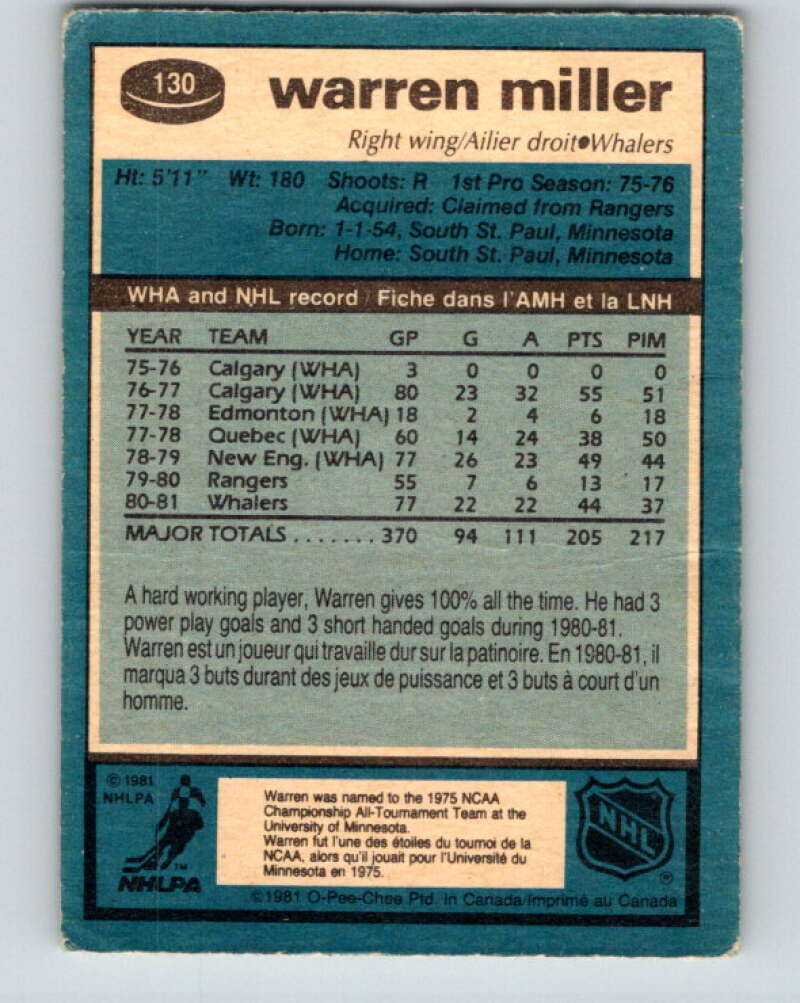 130
warren miller
Right wing/Ailier droit•Whalers
Ht: 5'11" Wt: 180 Shoots: R 1st Pro Season: 75-76
Acquired: Claimed from Rangers
Born: 1-1-54, South St. Paul, Minnesota
Home: South St. Paul, Minnesota
WHA and NHL record / Fiche dans l'AMH et la LNH
YEAR TEAM GP G A PTS PIM
75-76 Calgary (WHA) 3 0 0 0 0
76-77 Calgary (WHA) 80 23 32 55 51
77-78 Edmonton (WHA) 18 2 4 6 18
77-78 Quebec (WHA) 60 14 24 38 50
78-79 New Eng. (WHA) 77 26 23 49 44
79-80 Rangers 55 7 6 13 17
80-81 Whalers 77 22 22 44 37
MAJOR TOTALS ....... 370 94 111 205 217
A hard working player, Warren gives 100% all the time. He had 3
power play goals and 3 short handed goals during 1980-81.
Warren est un joueur qui travaille dur sur la patinoire. En 1980-81, il
marqua 3 buts durant des jeux de puissance et 3 buts à court d'un
homme.
© 1981
NHLPA
TM
NHLPA
Warren was named to the 1975 NCAA
Championship All-Tournament Team at the
University of Minnesota.
Warren fut l'une des étoiles du tournoi de la
NCAA, alors qu'il jouait pour l'Université du
Minnesota en 1975.
NHL
®
©1981 O-Pee-Chee Ptd. in Canada/Imprimé au Canada